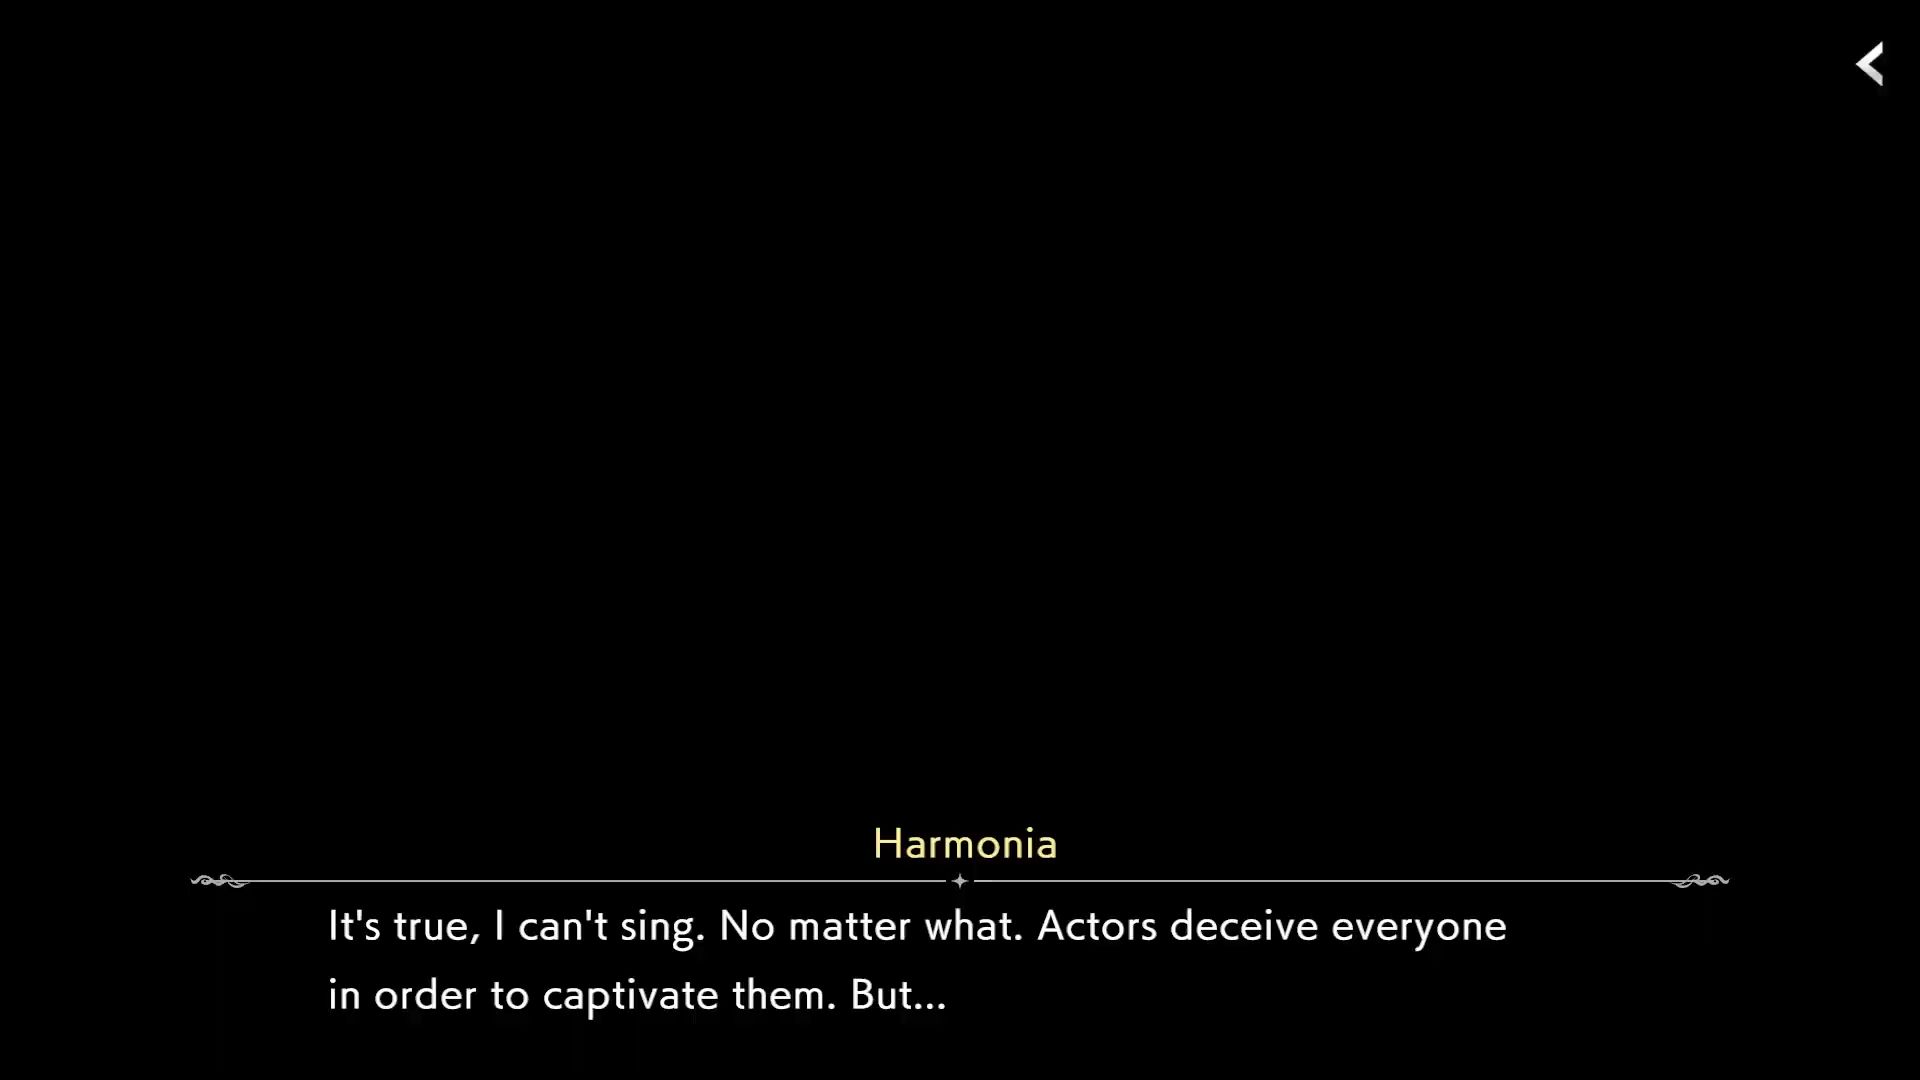 Harmonia
It's true, I can't sing. No matter what. Actors deceive everyone
in order to captivate them. But...